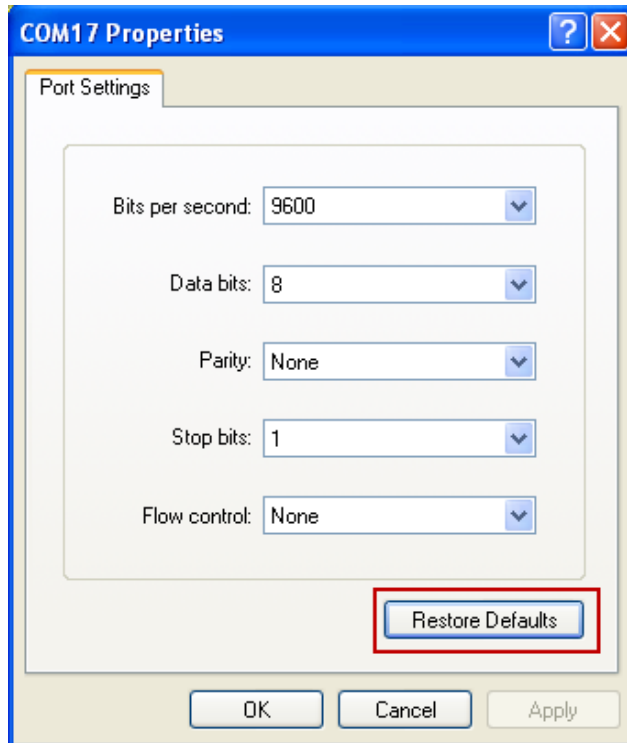 COM17 Properties
?
Port Settings
Bits per second: 9600
Data bits: 8
Parity: None
Stop bits: 1
Flow control: None
Restore Defaults
OK Cancel Apply